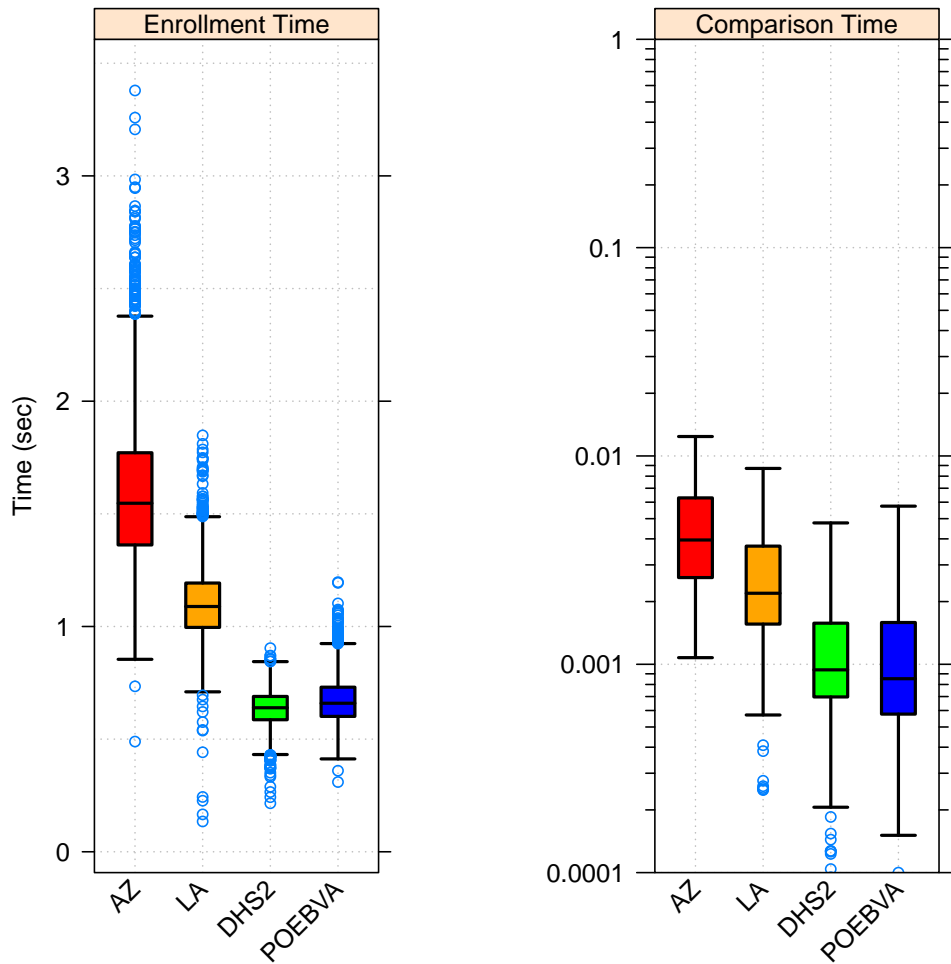 Enrollment Time
Comparison Time
Time (sec)
3
2
1
0
AZ
LA
DHS2
POEBVA
1
0.1
0.01
0.001
0.0001
AZ
LA
DHS2
POEBVA